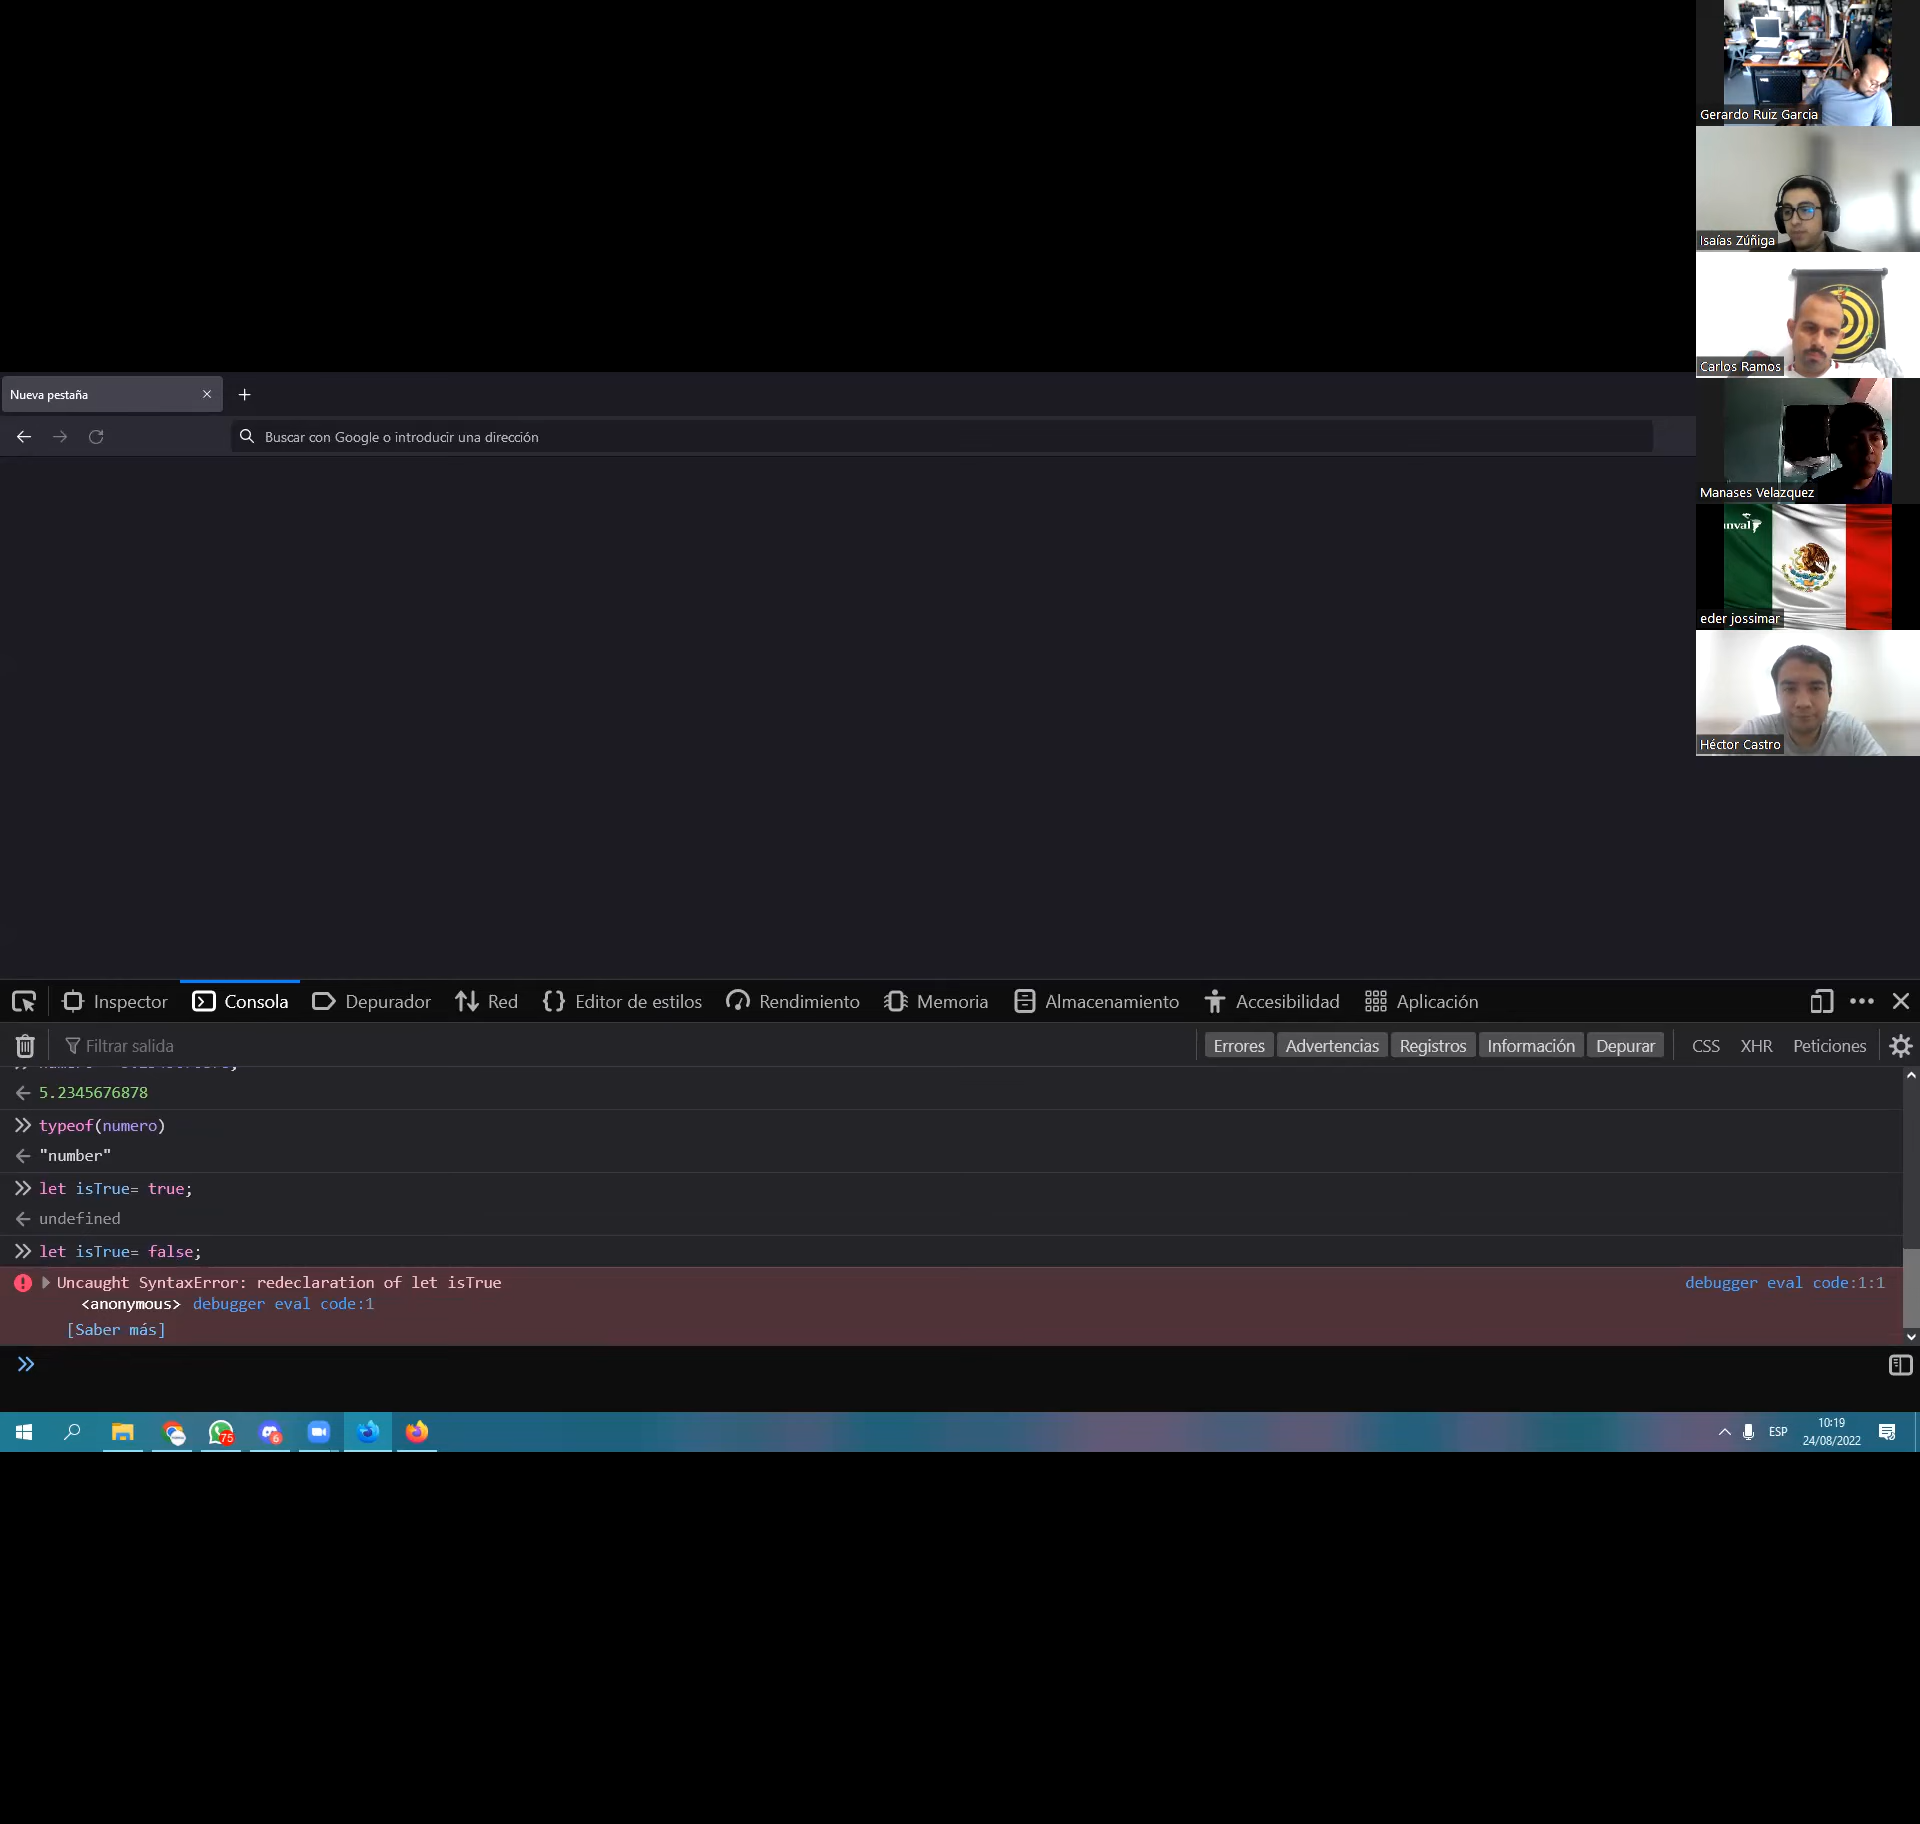 Gerardo Ruiz Garcia
Isaías Zúñiga
Carlos Ramos
Nueva pestaña
Buscar con Google o introducir una dirección
Manases Velazquez
eder jossimar
Héctor Castro
Inspector Consola Depurador Red Editor de estilos Rendimiento Memoria Almacenamiento Accesibilidad Aplicación
Filtrar salida Errores Advertencias Registros Información Depurar CSS XHR Peticiones
5.2345676878
typeof(numero)
"number"
let isTrue= true;
undefined
let isTrue= false;
Uncaught SyntaxError: redeclaration of let isTrue debugger eval code:1:1
<anonymous> debugger eval code:1
[Saber más]
75
6
ESP
10:19
24/08/2022